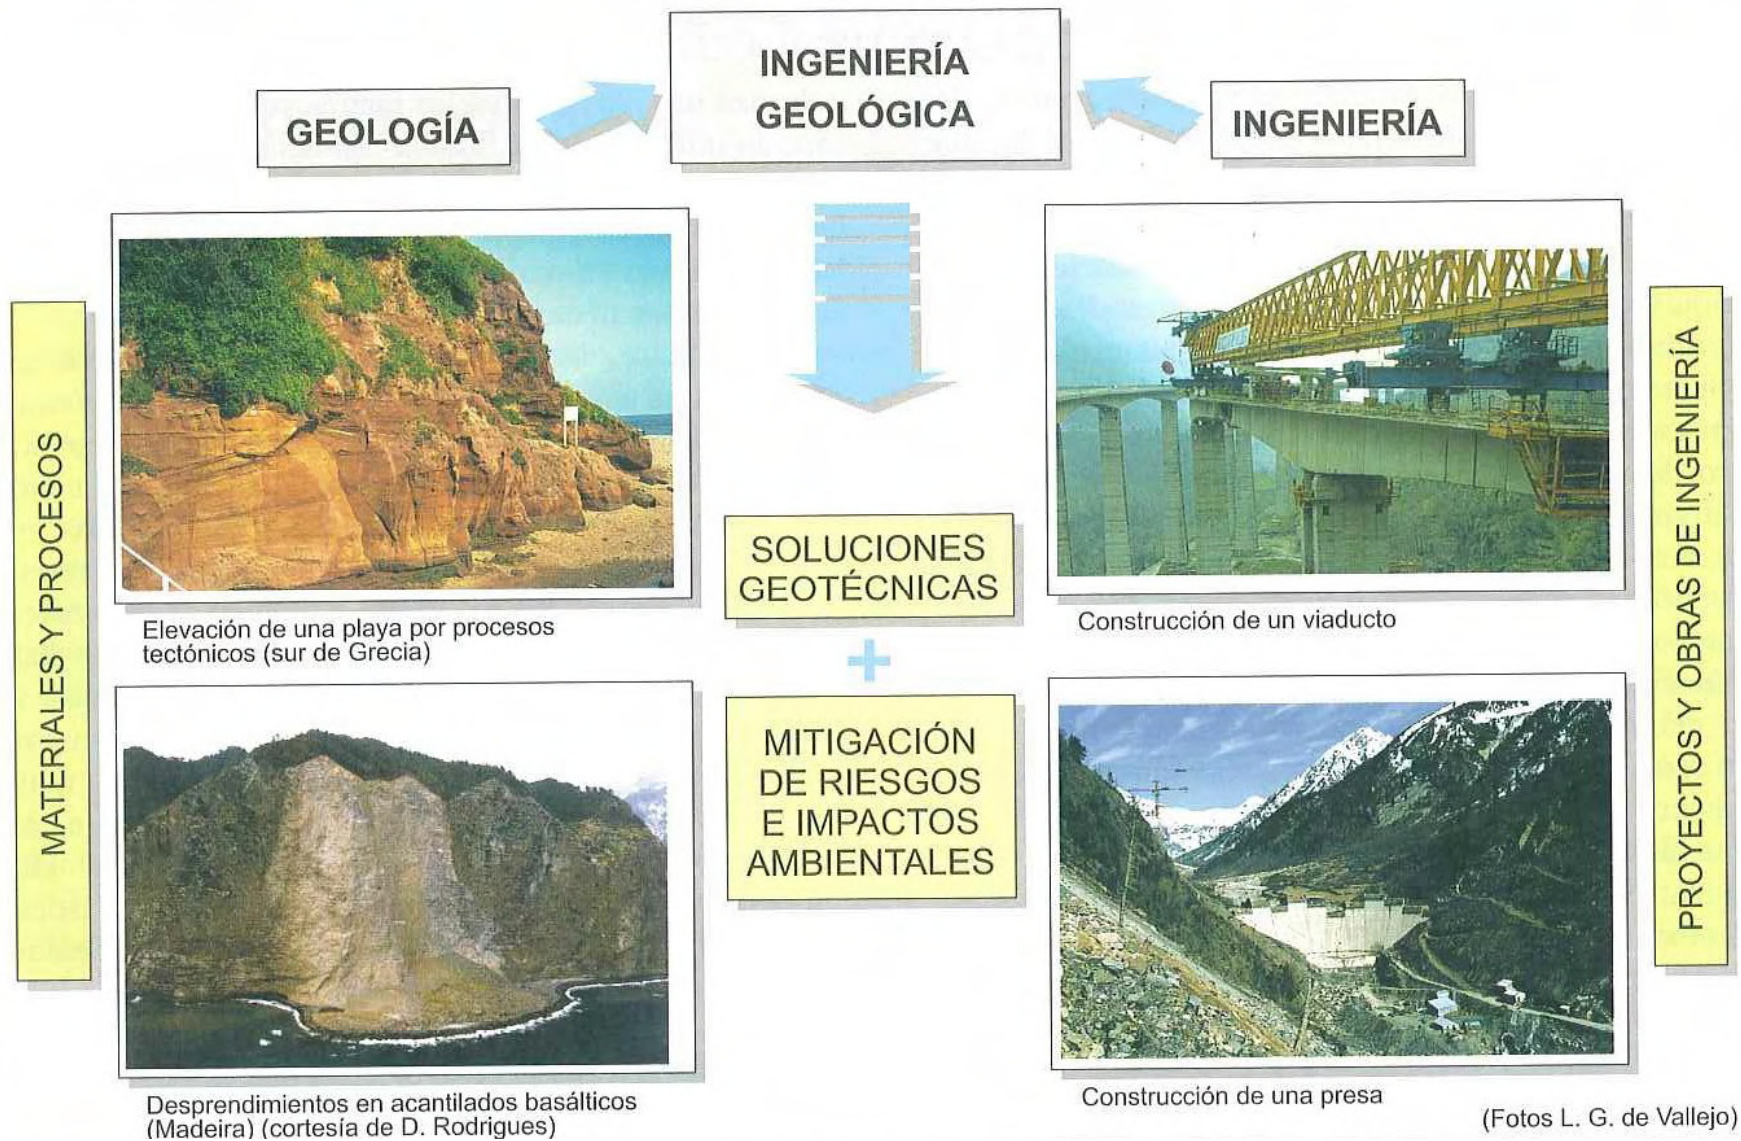 INGENIERÍA
GEOLÓGICA
GEOLOGÍA
INGENIERÍA
MATERIALES Y PROCESOS
Elevación de una playa por procesos
tectónicos (sur de Grecia)
Desprendimientos en acantilados basálticos
(Madeira) (cortesía de D. Rodrigues)
SOLUCIONES
GEOTÉCNICAS
+
MITIGACIÓN
DE RIESGOS
E IMPACTOS
AMBIENTALES
Construcción de un viaducto
Construcción de una presa
PROYECTOS Y OBRAS DE INGENIERÍA
(Fotos L. G. de Vallejo)